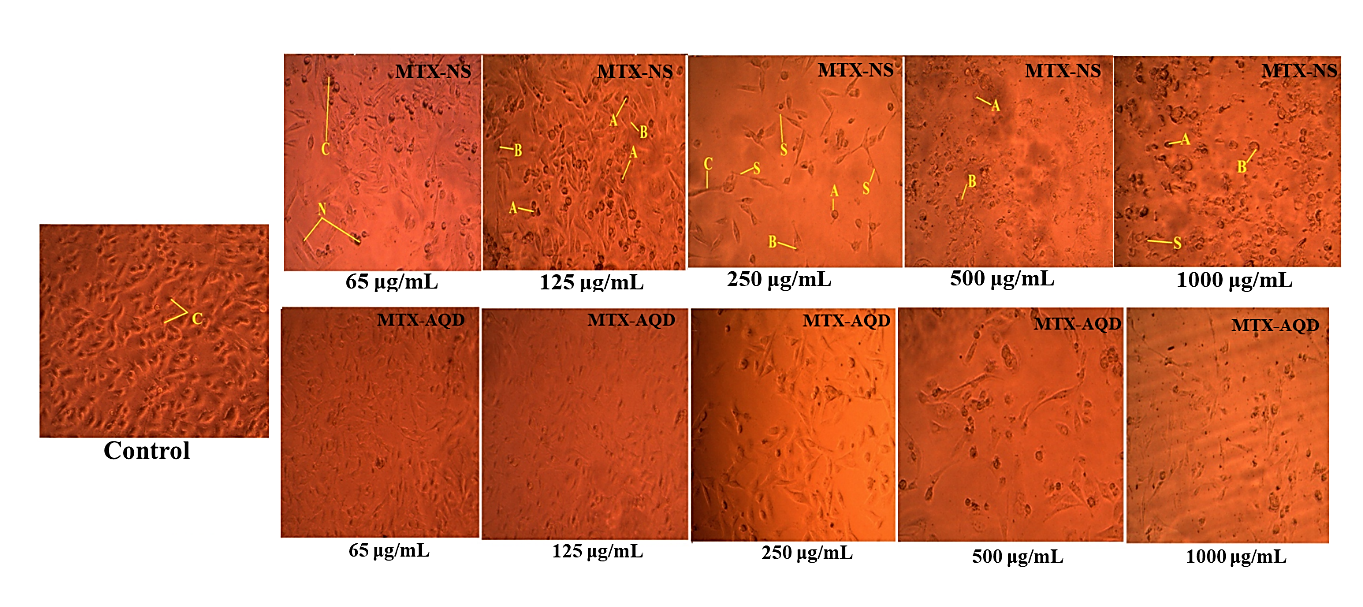 MTX-NS MTX-NS MTX-NS MTX-NS MTX-NS
C
N
A
B
B
A
A
C
S
S
S
A
B
A
B
A
B
S
65 µg/mL 125 µg/mL 250 µg/mL 500 µg/mL 1000 µg/mL
C
Control
MTX-AQD MTX-AQD MTX-AQD MTX-AQD MTX-AQD
65 µg/mL 125 µg/mL 250 µg/mL 500 µg/mL 1000 µg/mL